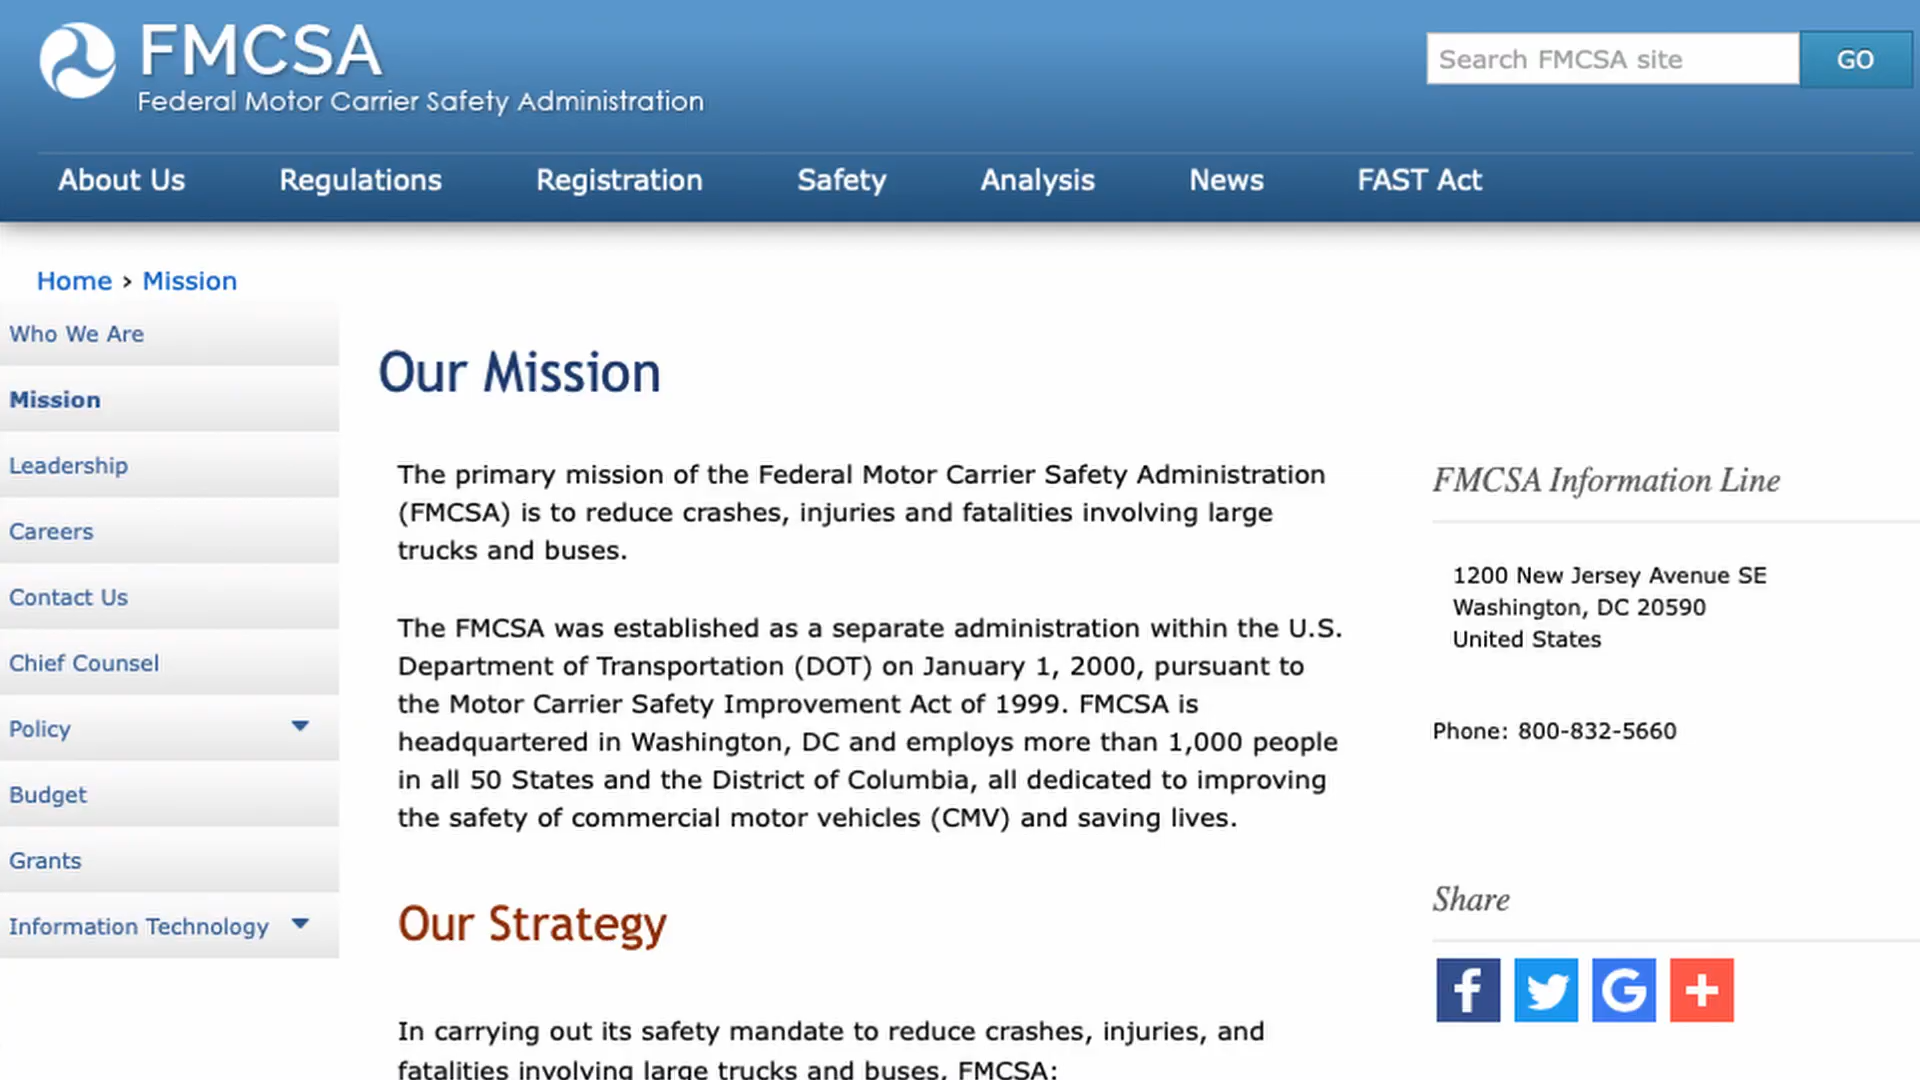 FMCSA
Federal Motor Carrier Safety Administration
Search FMCSA site
GO
About Us
Regulations
Registration
Safety
Analysis
News
FAST Act
Home › Mission
Who We Are
Mission
Leadership
Careers
Contact Us
Chief Counsel
Policy
Budget
Grants
Information Technology
Our Mission
The primary mission of the Federal Motor Carrier Safety Administration
(FMCSA) is to reduce crashes, injuries and fatalities involving large
trucks and buses.
The FMCSA was established as a separate administration within the U.S.
Department of Transportation (DOT) on January 1, 2000, pursuant to
the Motor Carrier Safety Improvement Act of 1999. FMCSA is
headquartered in Washington, DC and employs more than 1,000 people
in all 50 States and the District of Columbia, all dedicated to improving
the safety of commercial motor vehicles (CMV) and saving lives.
Our Strategy
In carrying out its safety mandate to reduce crashes, injuries, and
fatalities involving large trucks and buses, FMCSA:
FMCSA Information Line
1200 New Jersey Avenue SE
Washington, DC 20590
United States
Phone: 800-832-5660
Share